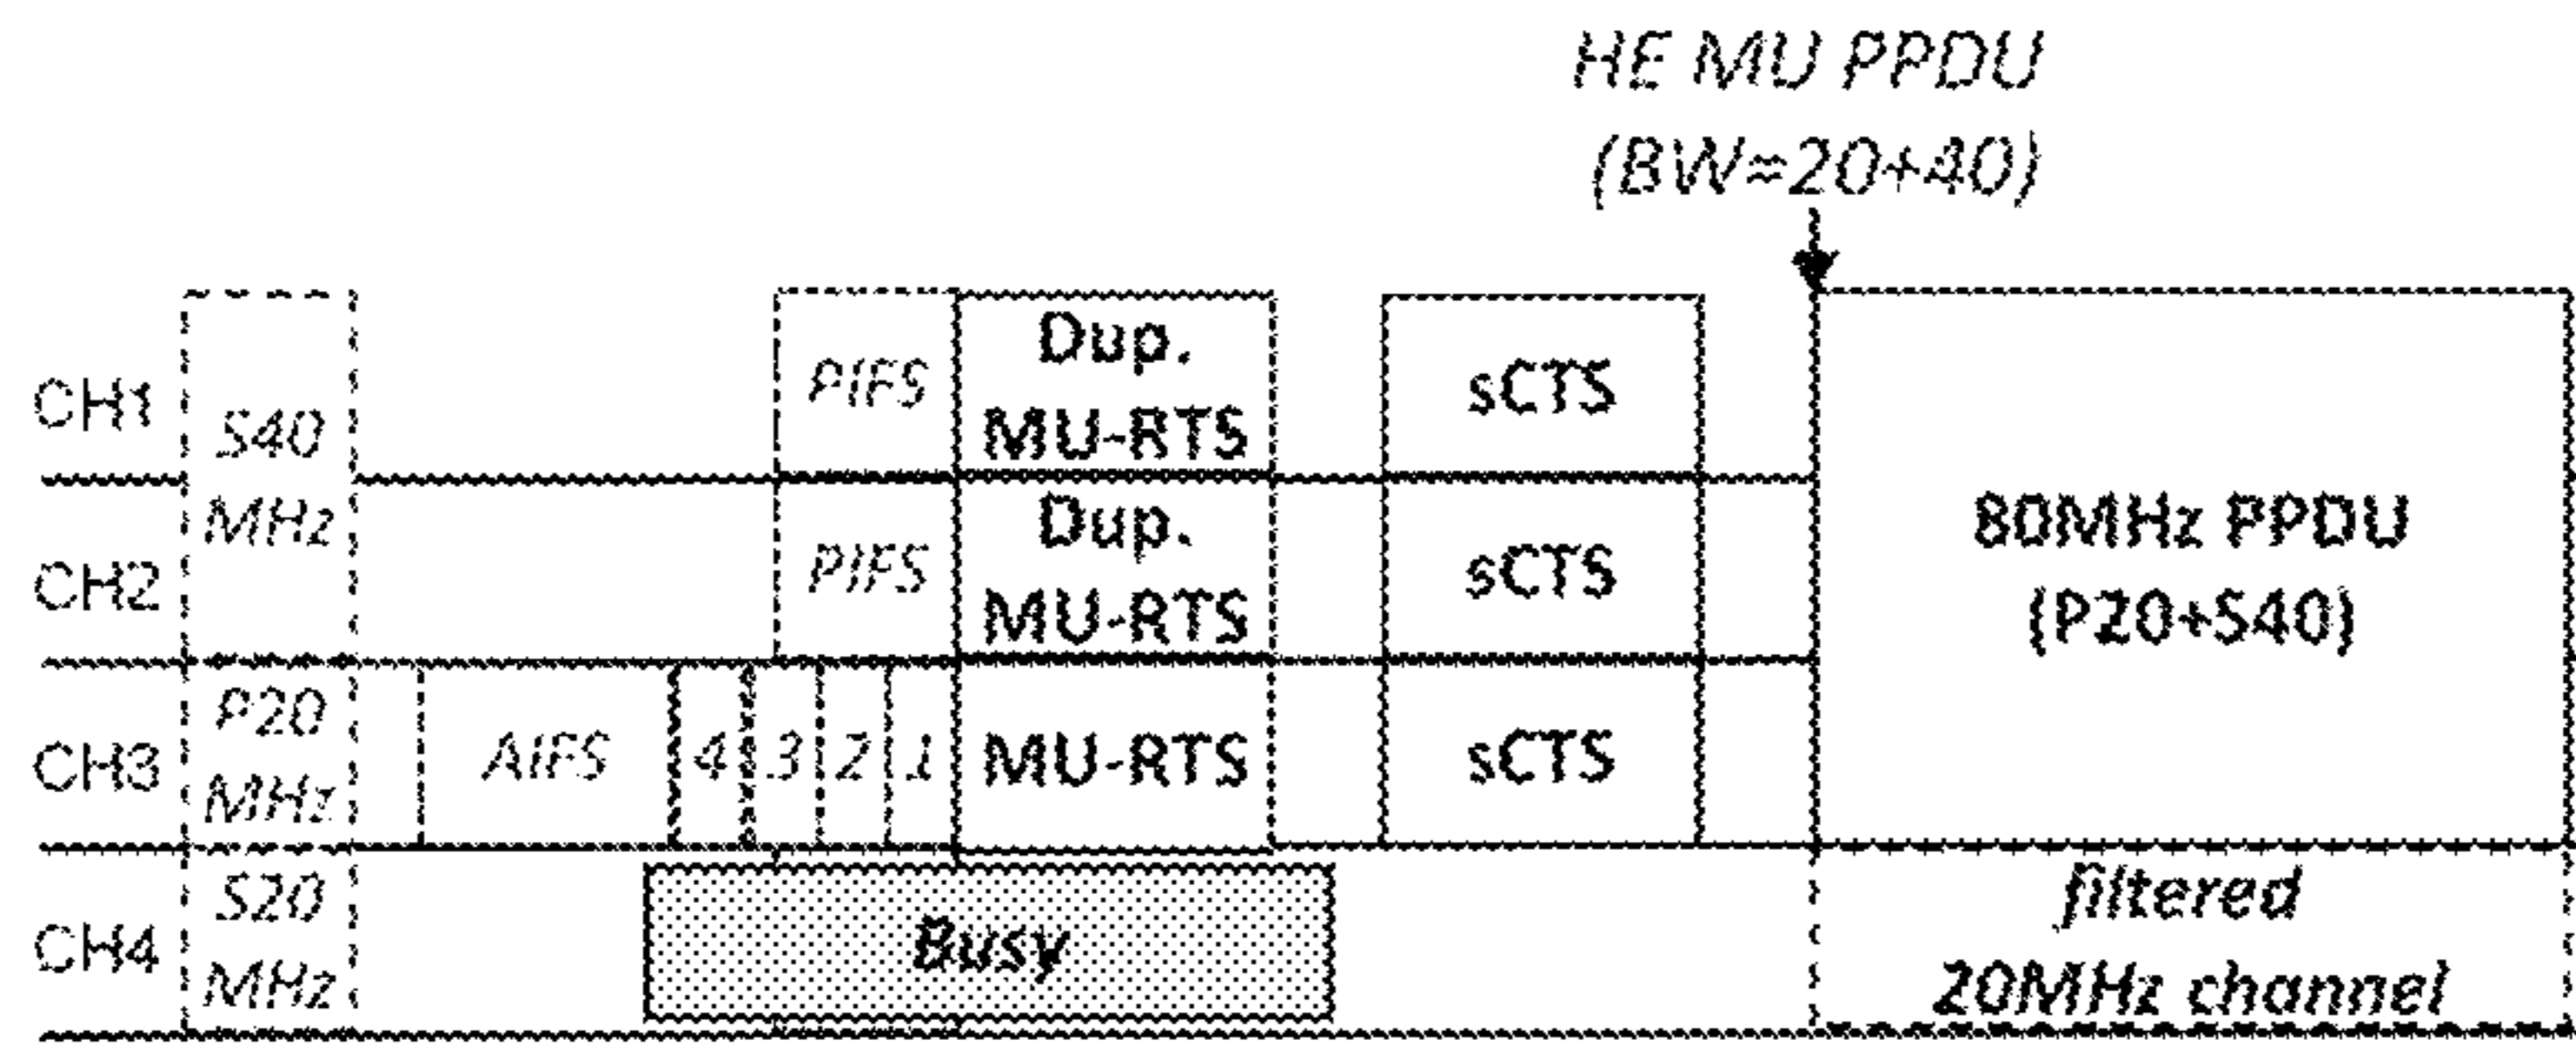 HE MU PPDU
(BW=20+40)
CH1
S40
MHz
PIFS
Dup.
MU-RTS
sCTS
CH2
PIFS
Dup.
MU-RTS
sCTS
80MHz PPDU
(P20+S40)
CH3
P20
MHz
AIFS
4
3
2
1
MU-RTS
sCTS
CH4
S20
MHz
Busy
filtered
20MHz channel